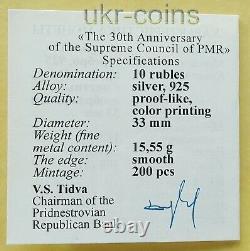 ukr-coins
«The 30th Anniversary
of the Supreme Council of PMR»
Specifications
Denomination: 10 rubles
Alloy: silver, 925
Quality: proof-like,
color printing
Diameter: 33 mm
Weight (fine
metal content): 15,55 g
The edge: smooth
Mintage: 200 pcs
V.S. Tidva
Chairman of the
Pridnestrovian
Republican Bank